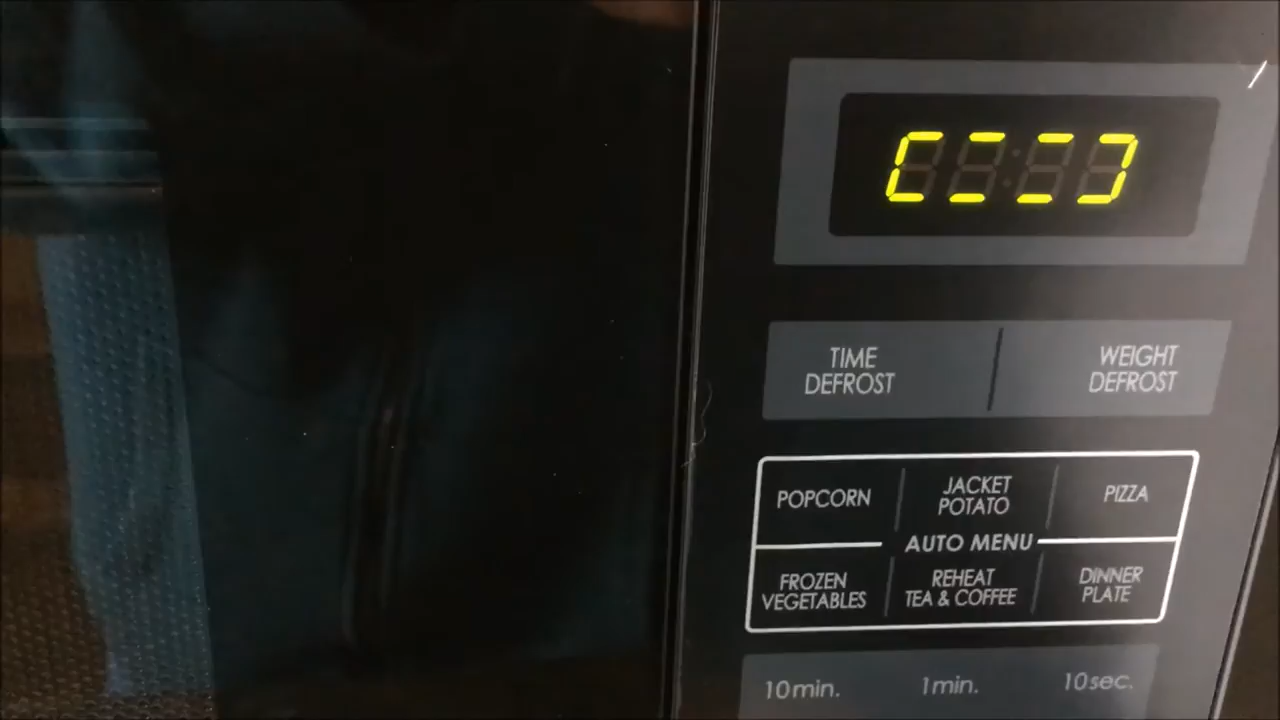 TIME
DEFROST
WEIGHT
DEFROST
POPCORN
JACKET
POTATO
PIZZA
AUTO MENU
FROZEN
VEGETABLES
REHEAT
TEA & COFFEE
DINNER
PLATE
10min.
1min.
10sec.